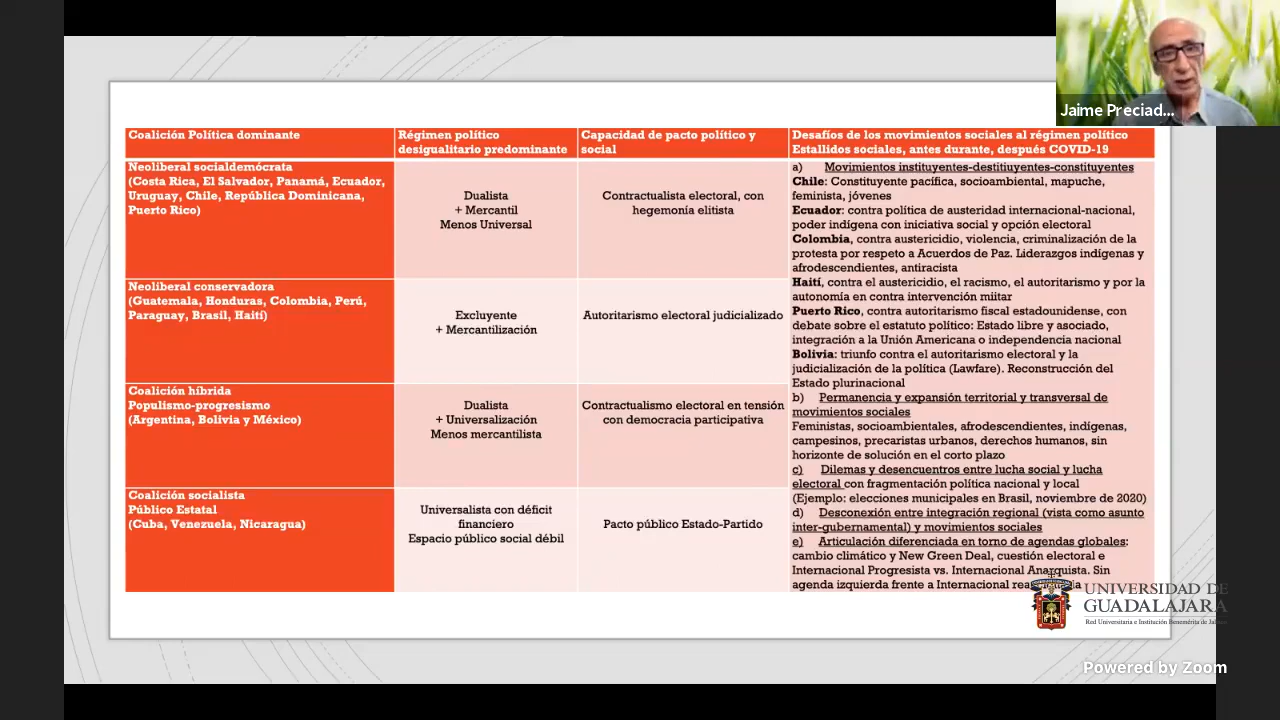 Jaime Preciad...
Coalición Política dominante
Régimen político
desigualitario predominante
Capacidad de pacto político y
social
Desafíos de los movimientos sociales al régimen político
Estallidos sociales, antes durante, después COVID-19
Neoliberal socialdemócrata
(Costa Rica, El Salvador, Panamá, Ecuador,
Uruguay, Chile, República Dominicana,
Puerto Rico)
Dualista
+ Mercantil
Menos Universal
Contractualista electoral, con
hegemonía elitista
Neoliberal conservadora
(Guatemala, Honduras, Colombia, Perú,
Paraguay, Brasil, Haití)
Excluyente
+ Mercantilización
Autoritarismo electoral judicializado
Coalición híbrida
Populismo-progresismo
(Argentina, Bolivia y México)
Dualista
+ Universalización
Menos mercantilista
Contractualismo electoral en tensión
con democracia participativa
Coalición socialista
Público Estatal
(Cuba, Venezuela, Nicaragua)
Universalista con déficit
financiero
Espacio público social débil
Pacto público Estado-Partido
a) Movimientos instituyentes-destitiuyentes-constituyentes
Chile: Constituyente pacífica, socioambiental, mapuche,
feminista, jóvenes
Ecuador: contra política de austeridad internacional-nacional,
poder indígena con iniciativa social y opción electoral
Colombia, contra austericidio, violencia, criminalización de la
protesta por respeto a Acuerdos de Paz. Liderazgos indígenas y
afrodescendientes, antiracista
Haití, contra el austericidio, el racismo, el autoritarismo y por la
autonomía en contra intervención miitar
Puerto Rico, contra autoritarismo fiscal estadounidense, con
debate sobre el estatuto político: Estado libre y asociado,
integración a la Unión Americana o independencia nacional
Bolivia: triunfo contra el autoritarismo electoral y la
judicialización de la política (Lawfare). Reconstrucción del
Estado plurinacional
b) Permanencia y expansión territorial y transversal de
movimientos sociales
Feministas, socioambientales, afrodescendientes, indígenas,
campesinos, precaristas urbanos, derechos humanos, sin
horizonte de solución en el corto plazo
c) Dilemas y desencuentros entre lucha social y lucha
electoral con fragmentación política nacional y local
(Ejemplo: elecciones municipales en Brasil, noviembre de 2020)
d) Desconexión entre integración regional (vista como asunto
inter-gubernamental) y movimientos sociales
e) Articulación diferenciada en torno de agendas globales:
cambio climático y New Green Deal, cuestión electoral e
Internacional Progresista vs. Internacional Anarquista. Sin
agenda izquierda frente a Internacional
UNIVERSIDAD DE
GUADALAJARA
Red Universitaria e Institución Benemérita de Jalisco
Powered by Zoom